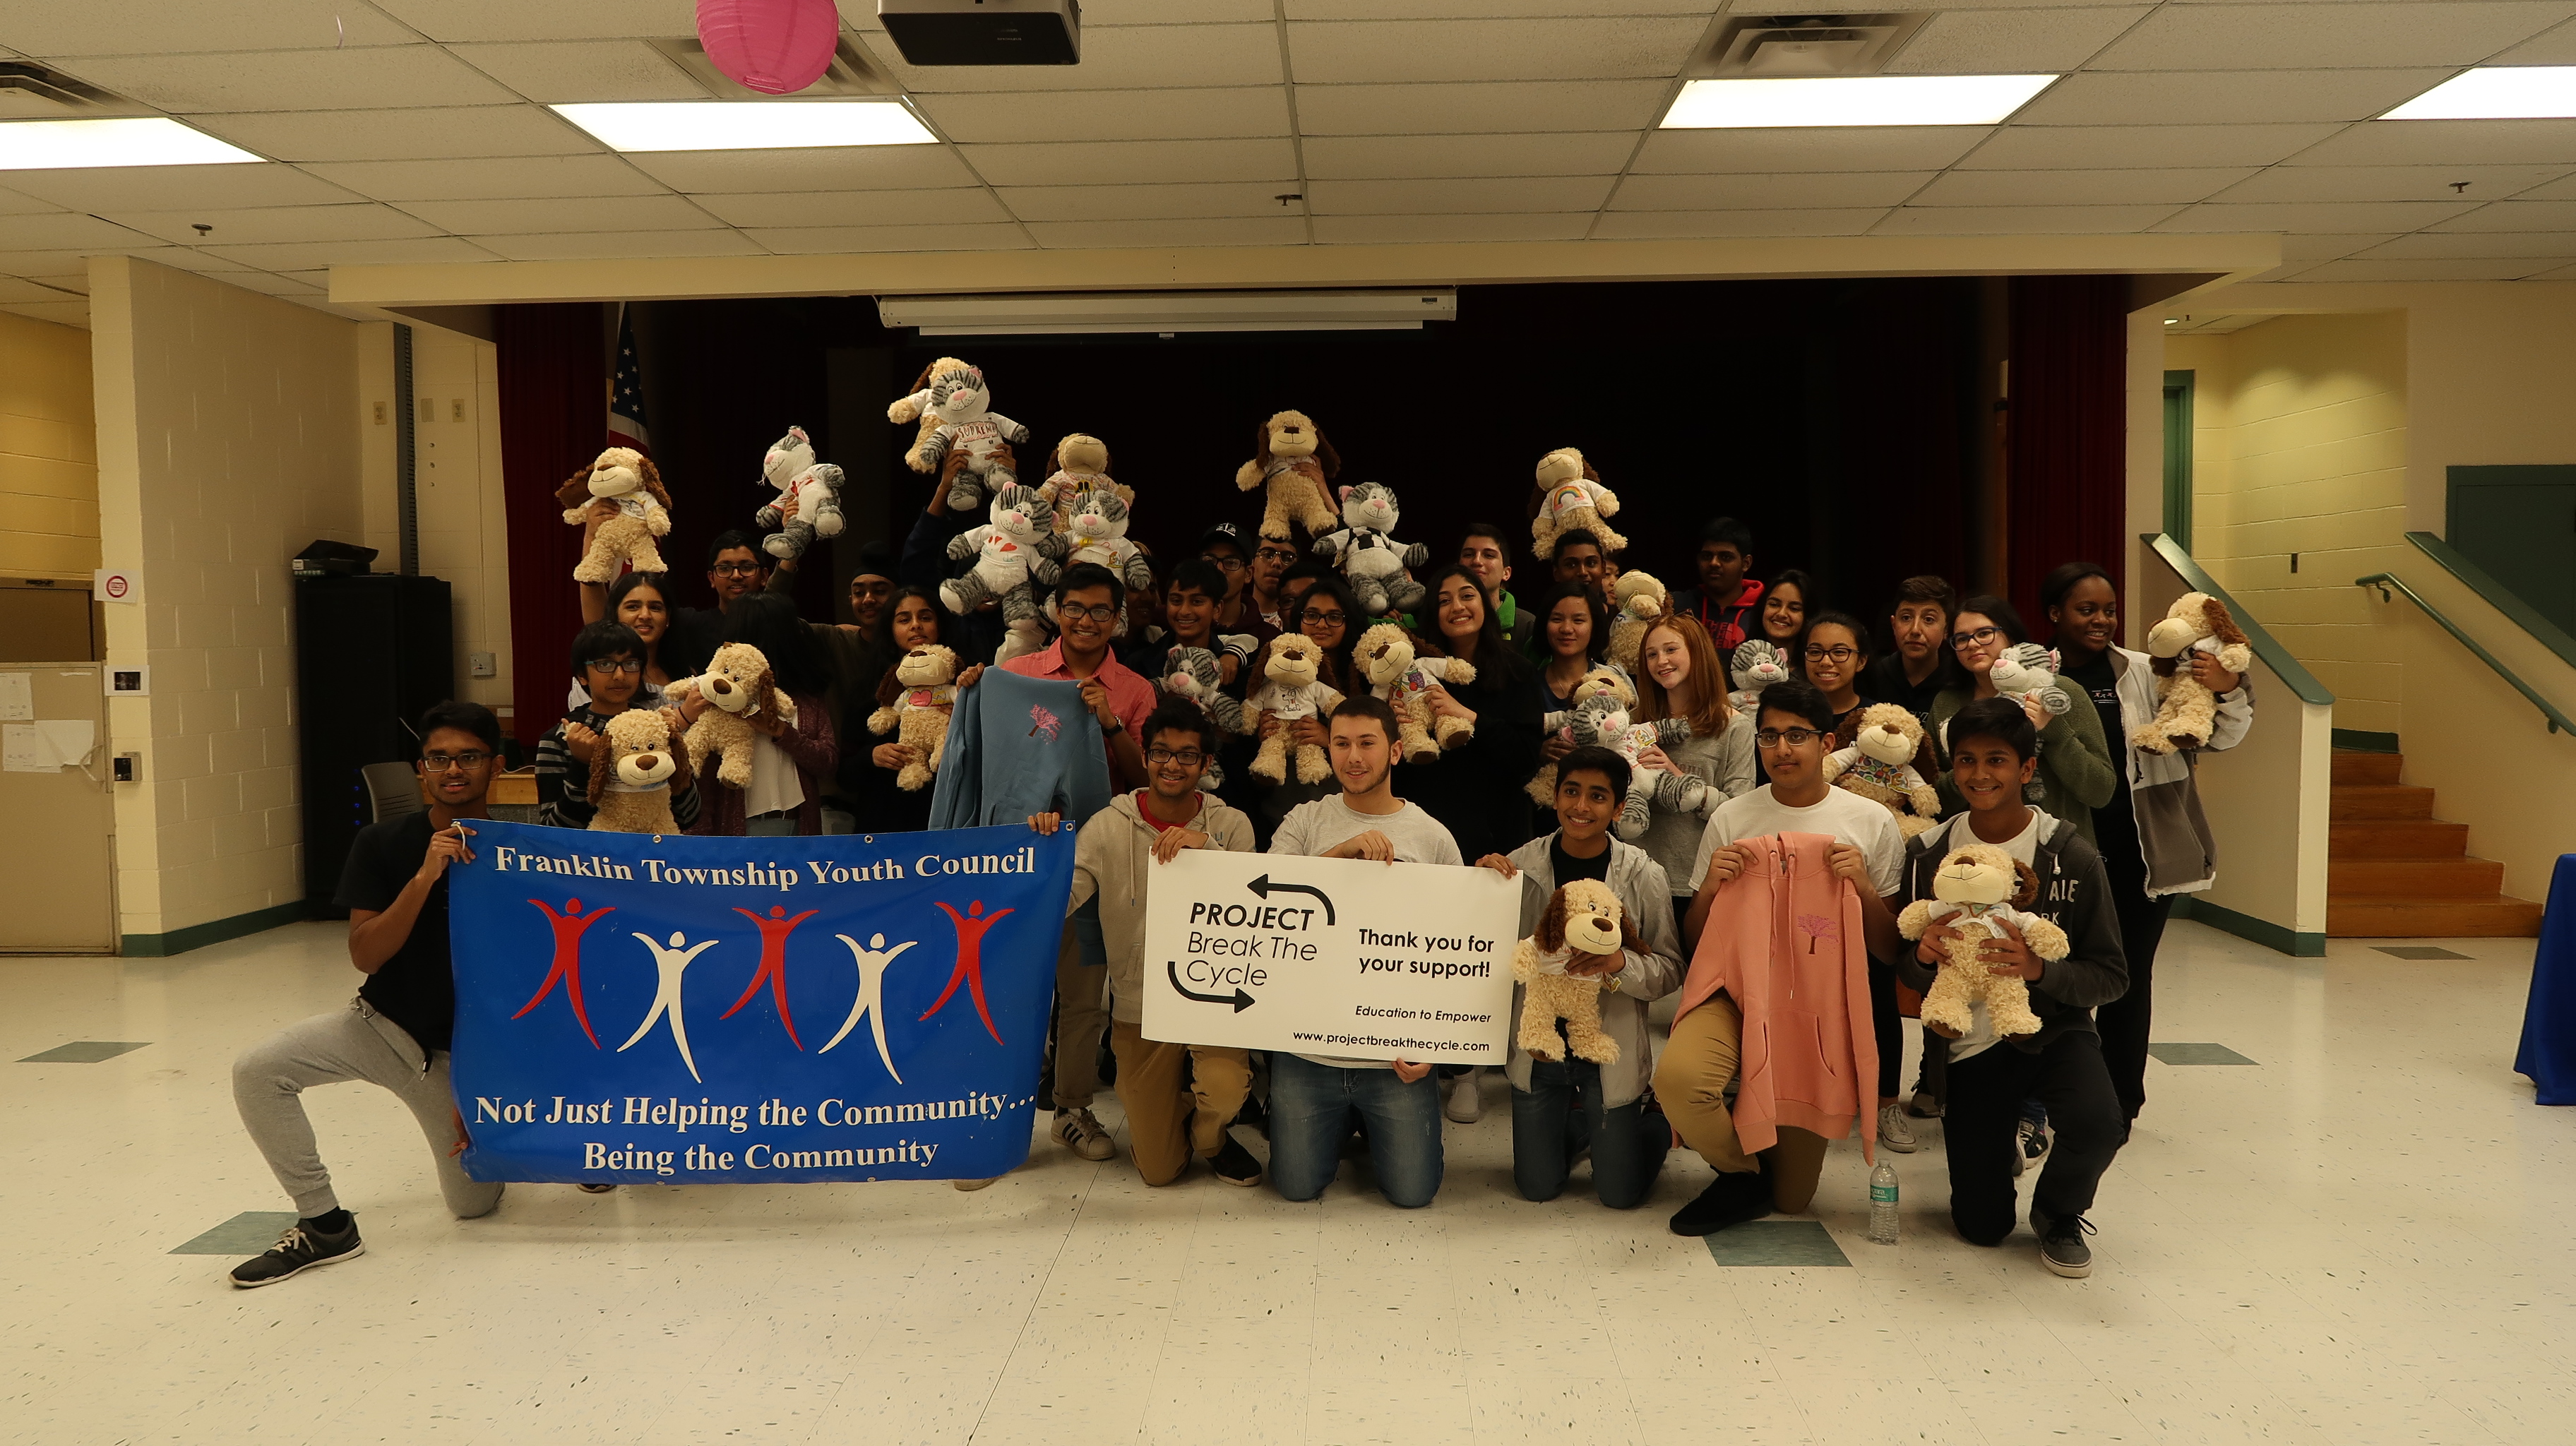 SUPREME
Franklin Township Youth Council
Not Just Helping the Community...
Being the Community
PROJECT
Break The
Cycle
Thank you for
your support!
Education to Empower
www.projectbreakthecycle.com